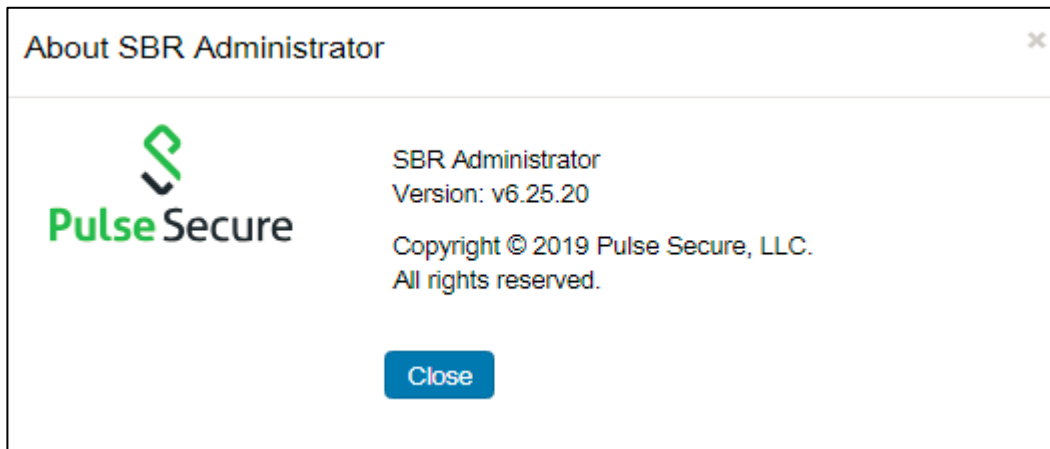 About SBR Administrator
×
Pulse Secure
SBR Administrator
Version: v6.25.20
Copyright © 2019 Pulse Secure, LLC.
All rights reserved.
Close